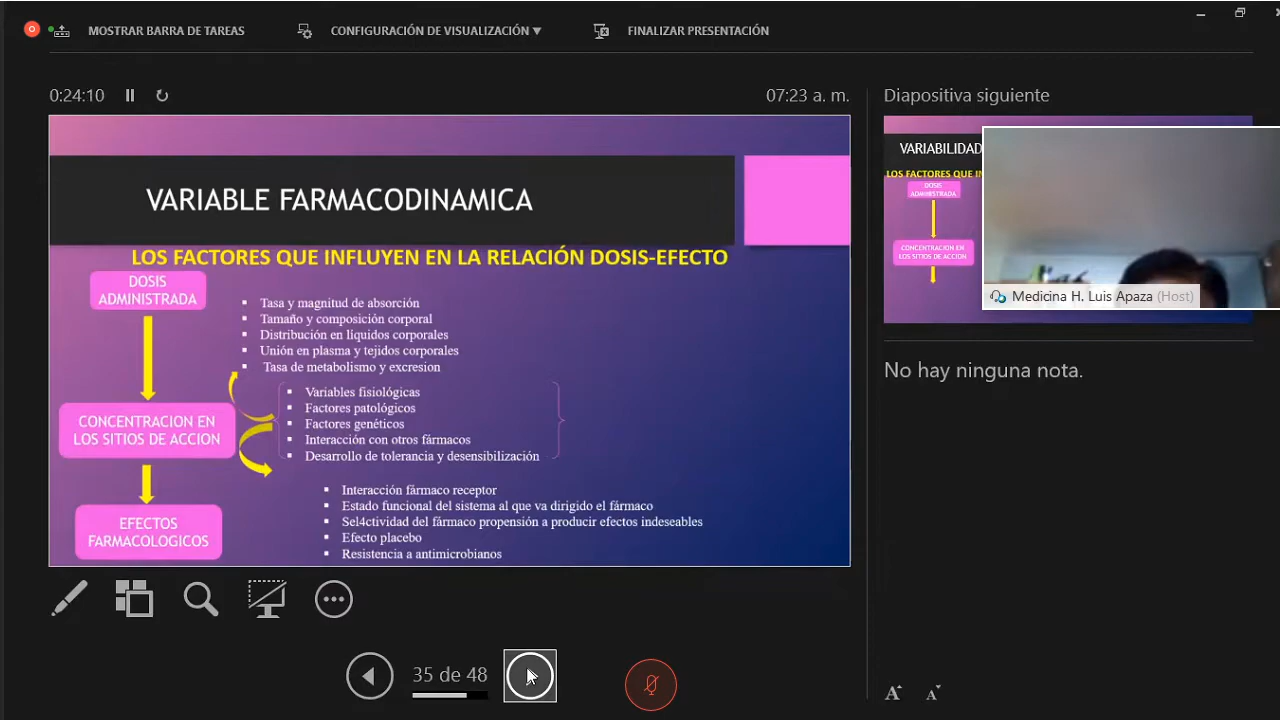 MOSTRAR BARRA DE TAREAS
CONFIGURACIÓN DE VISUALIZACIÓN
FINALIZAR PRESENTACIÓN
0:24:10
07:23 a. m.
VARIABLE FARMACODINAMICA
LOS FACTORES QUE INFLUYEN EN LA RELACIÓN DOSIS-EFECTO
DOSIS
ADMINISTRADA
Tasa y magnitud de absorción
Tamaño y composición corporal
Distribución en líquidos corporales
Unión en plasma y tejidos corporales
Tasa de metabolismo y excresion
CONCENTRACION EN
LOS SITIOS DE ACCION
Variables fisiológicas
Factores patológicos
Factores genéticos
Interacción con otros fármacos
Desarrollo de tolerancia y desensibilización
EFECTOS
FARMACOLOGICOS
Interacción fármaco receptor
Estado funcional del sistema al que va dirigido el fármaco
Sel4ctividad del fármaco propensión a producir efectos indeseables
Efecto placebo
Resistencia a antimicrobianos
35 de 48
Diapositiva siguiente
VARIABILIDAD
LOS FACTORES QUE IN
DOSIS
ADMINISTRADA
CONCENTRACION EN
LOS SITIOS DE ACCION
Medicina H. Luis Apaza (Host)
No hay ninguna nota.
A A